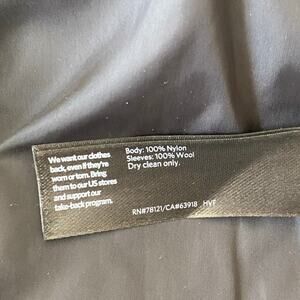 We want our clothes
back, even if they're
worn or torn. Bring
them to our US stores
and support our
take-back program.
Body: 100% Nylon
Sleeves: 100% Wool
Dry clean only.
RN#78121/CA#63918 HVF